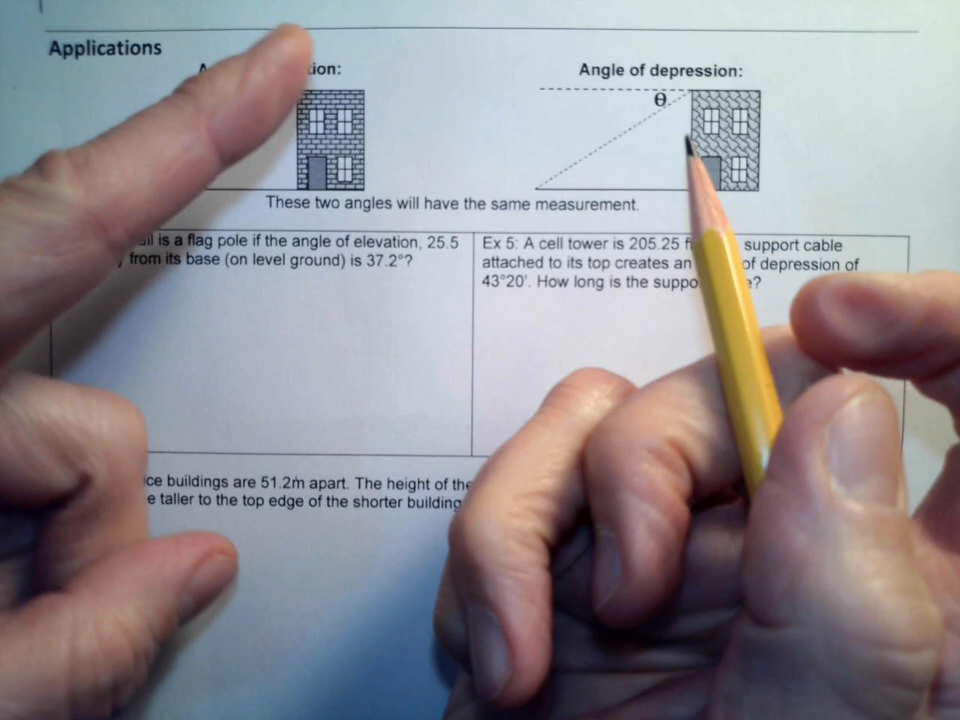 Applications
ion:
Angle of depression:
θ
These two angles will have the same measurement.
is a flag pole if the angle of elevation, 25.5
from its base (on level ground) is 37.2°?
Ex 5: A cell tower is 205.25 support cable
attached to its top creates an of depression of
43°20'. How long is the ?
buildings are 51.2m apart. The height of the
taller to the top edge of the shorter building